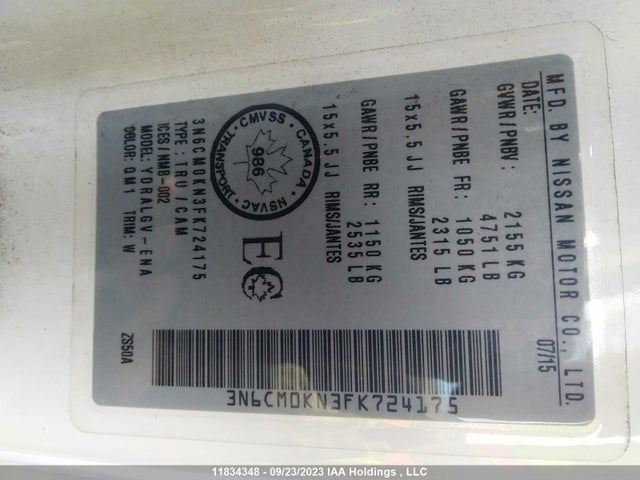 MFD. BY NISSAN MOTOR CO., LTD.
DATE: 07/15
GVWR/PNBV: 2155 KG
4751 LB
GAWR/PNBE FR: 1050 KG
2315 LB
15x5.5JJ RIMS/JANTES
GAWR/PNBE RR: 1150 KG
2535 LB
15x5.5JJ RIMS/JANTES
CMVSS • CANADA • NSVAC • TRANSPORT •
986
EC
3N6CM0KN3FK724175
TYPE: TRU/CAM
ICES/NMB-002
MODEL: YDRALGV-ENA
COLOR: QM1 TRIM: W
ZS50A
3N6CM0KN3FK724175
11834348 - 09/23/2023 IAA Holdings , LLC